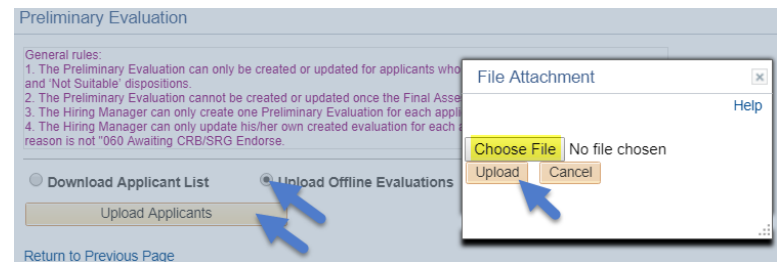 Preliminary Evaluation
General rules:
1. The Preliminary Evaluation can only be created or updated for applicants who
and 'Not Suitable' dispositions.
2. The Preliminary Evaluation cannot be created or updated once the Final Asse
3. The Hiring Manager can only create one Preliminary Evaluation for each appli
4. The Hiring Manager can only update his/her own created evaluation for each a
reason is not "060 Awaiting CRB/SRG Endorse.
Download Applicant List Upload Offline Evaluations
Upload Applicants
Return to Previous Page
File Attachment
Help
Choose File No file chosen
Upload Cancel